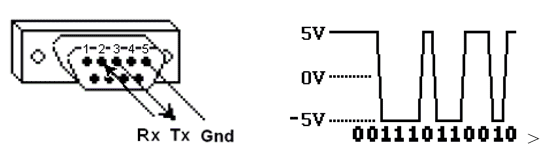 1-2-3-4-5
Rx Tx Gnd
5V
0V
-5V
001110110010 >